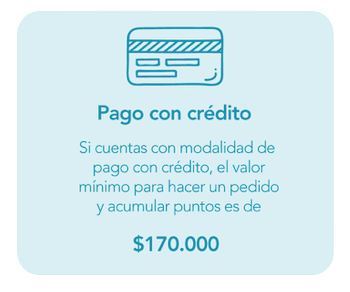 Pago con crédito
Si cuentas con modalidad de
pago con crédito, el valor
mínimo para hacer un pedido
y acumular puntos es de
$170.000